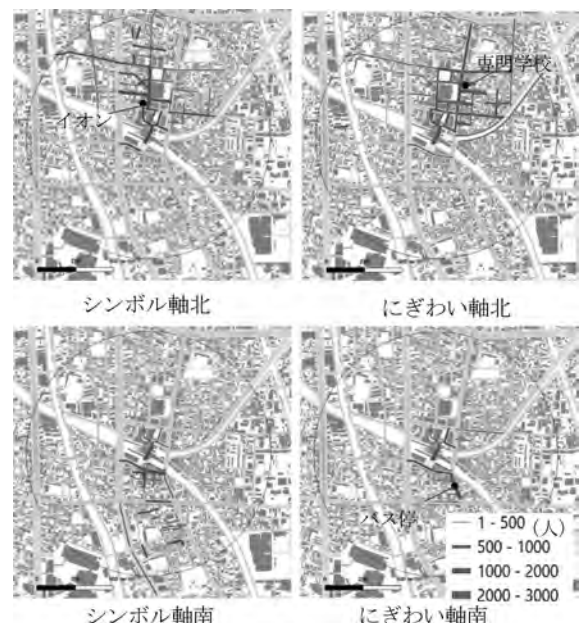 イオン
専門学校
シンボル軸北
にぎわい軸北
バス停
1 - 500 (人)
500 - 1000
1000 - 2000
2000 - 3000
シンボル軸南
にぎわい軸南